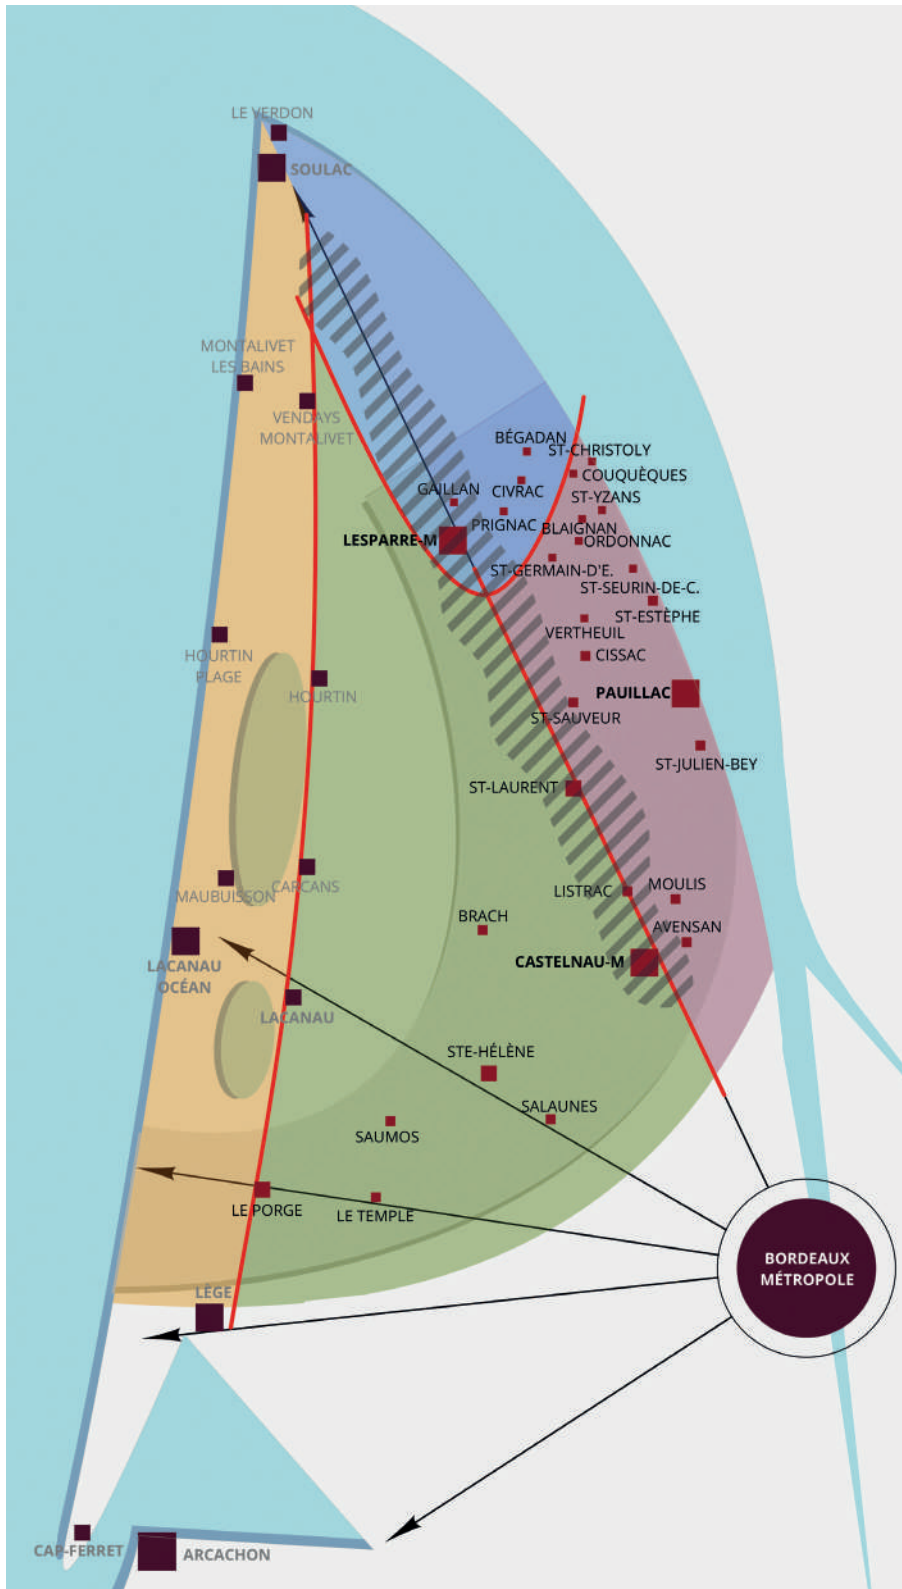 LE VERDON
SOULAC
MONTALIVET
LES BAINS
VENDAYS
MONTALIVET
BÉGADAN
ST-CHRISTOLY
COUQUÈQUES
GAILLAN
CIVRAC
ST-YZANS
PRIGNAC
BLAIGNAN
LESPARRE-M
ORDONNAC
ST-GERMAIN-D'E.
ST-SEURIN-DE-C.
ST-ESTÈPHE
VERTHEUIL
HOURTIN
PLAGE
CISSAC
HOURTIN
PAUILLAC
ST-SAUVEUR
ST-JULIEN-BEY
ST-LAURENT
CARCANS
MAUBUISSON
LISTRAC
MOULIS
BRACH
AVENSAN
LACANAU
OCÉAN
CASTELNAU-M
LACANAU
STE-HÉLÈNE
SALAUNES
SAUMOS
LE PORGE
LE TEMPLE
BORDEAUX
MÉTROPOLE
LÈGE
CAP-FERRET
ARCACHON